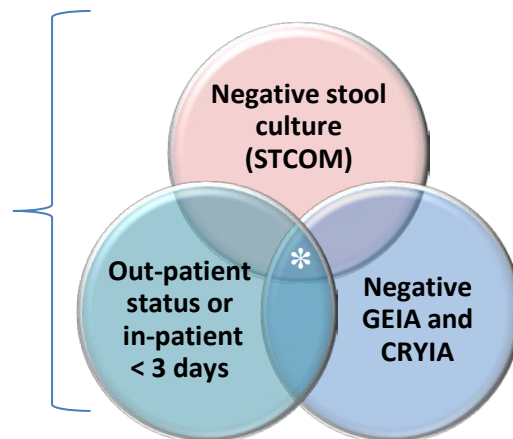 Negative stool
culture
(STCOM)
*
Out-patient
status or
in-patient
< 3 days
Negative
GEIA and
CRYIA